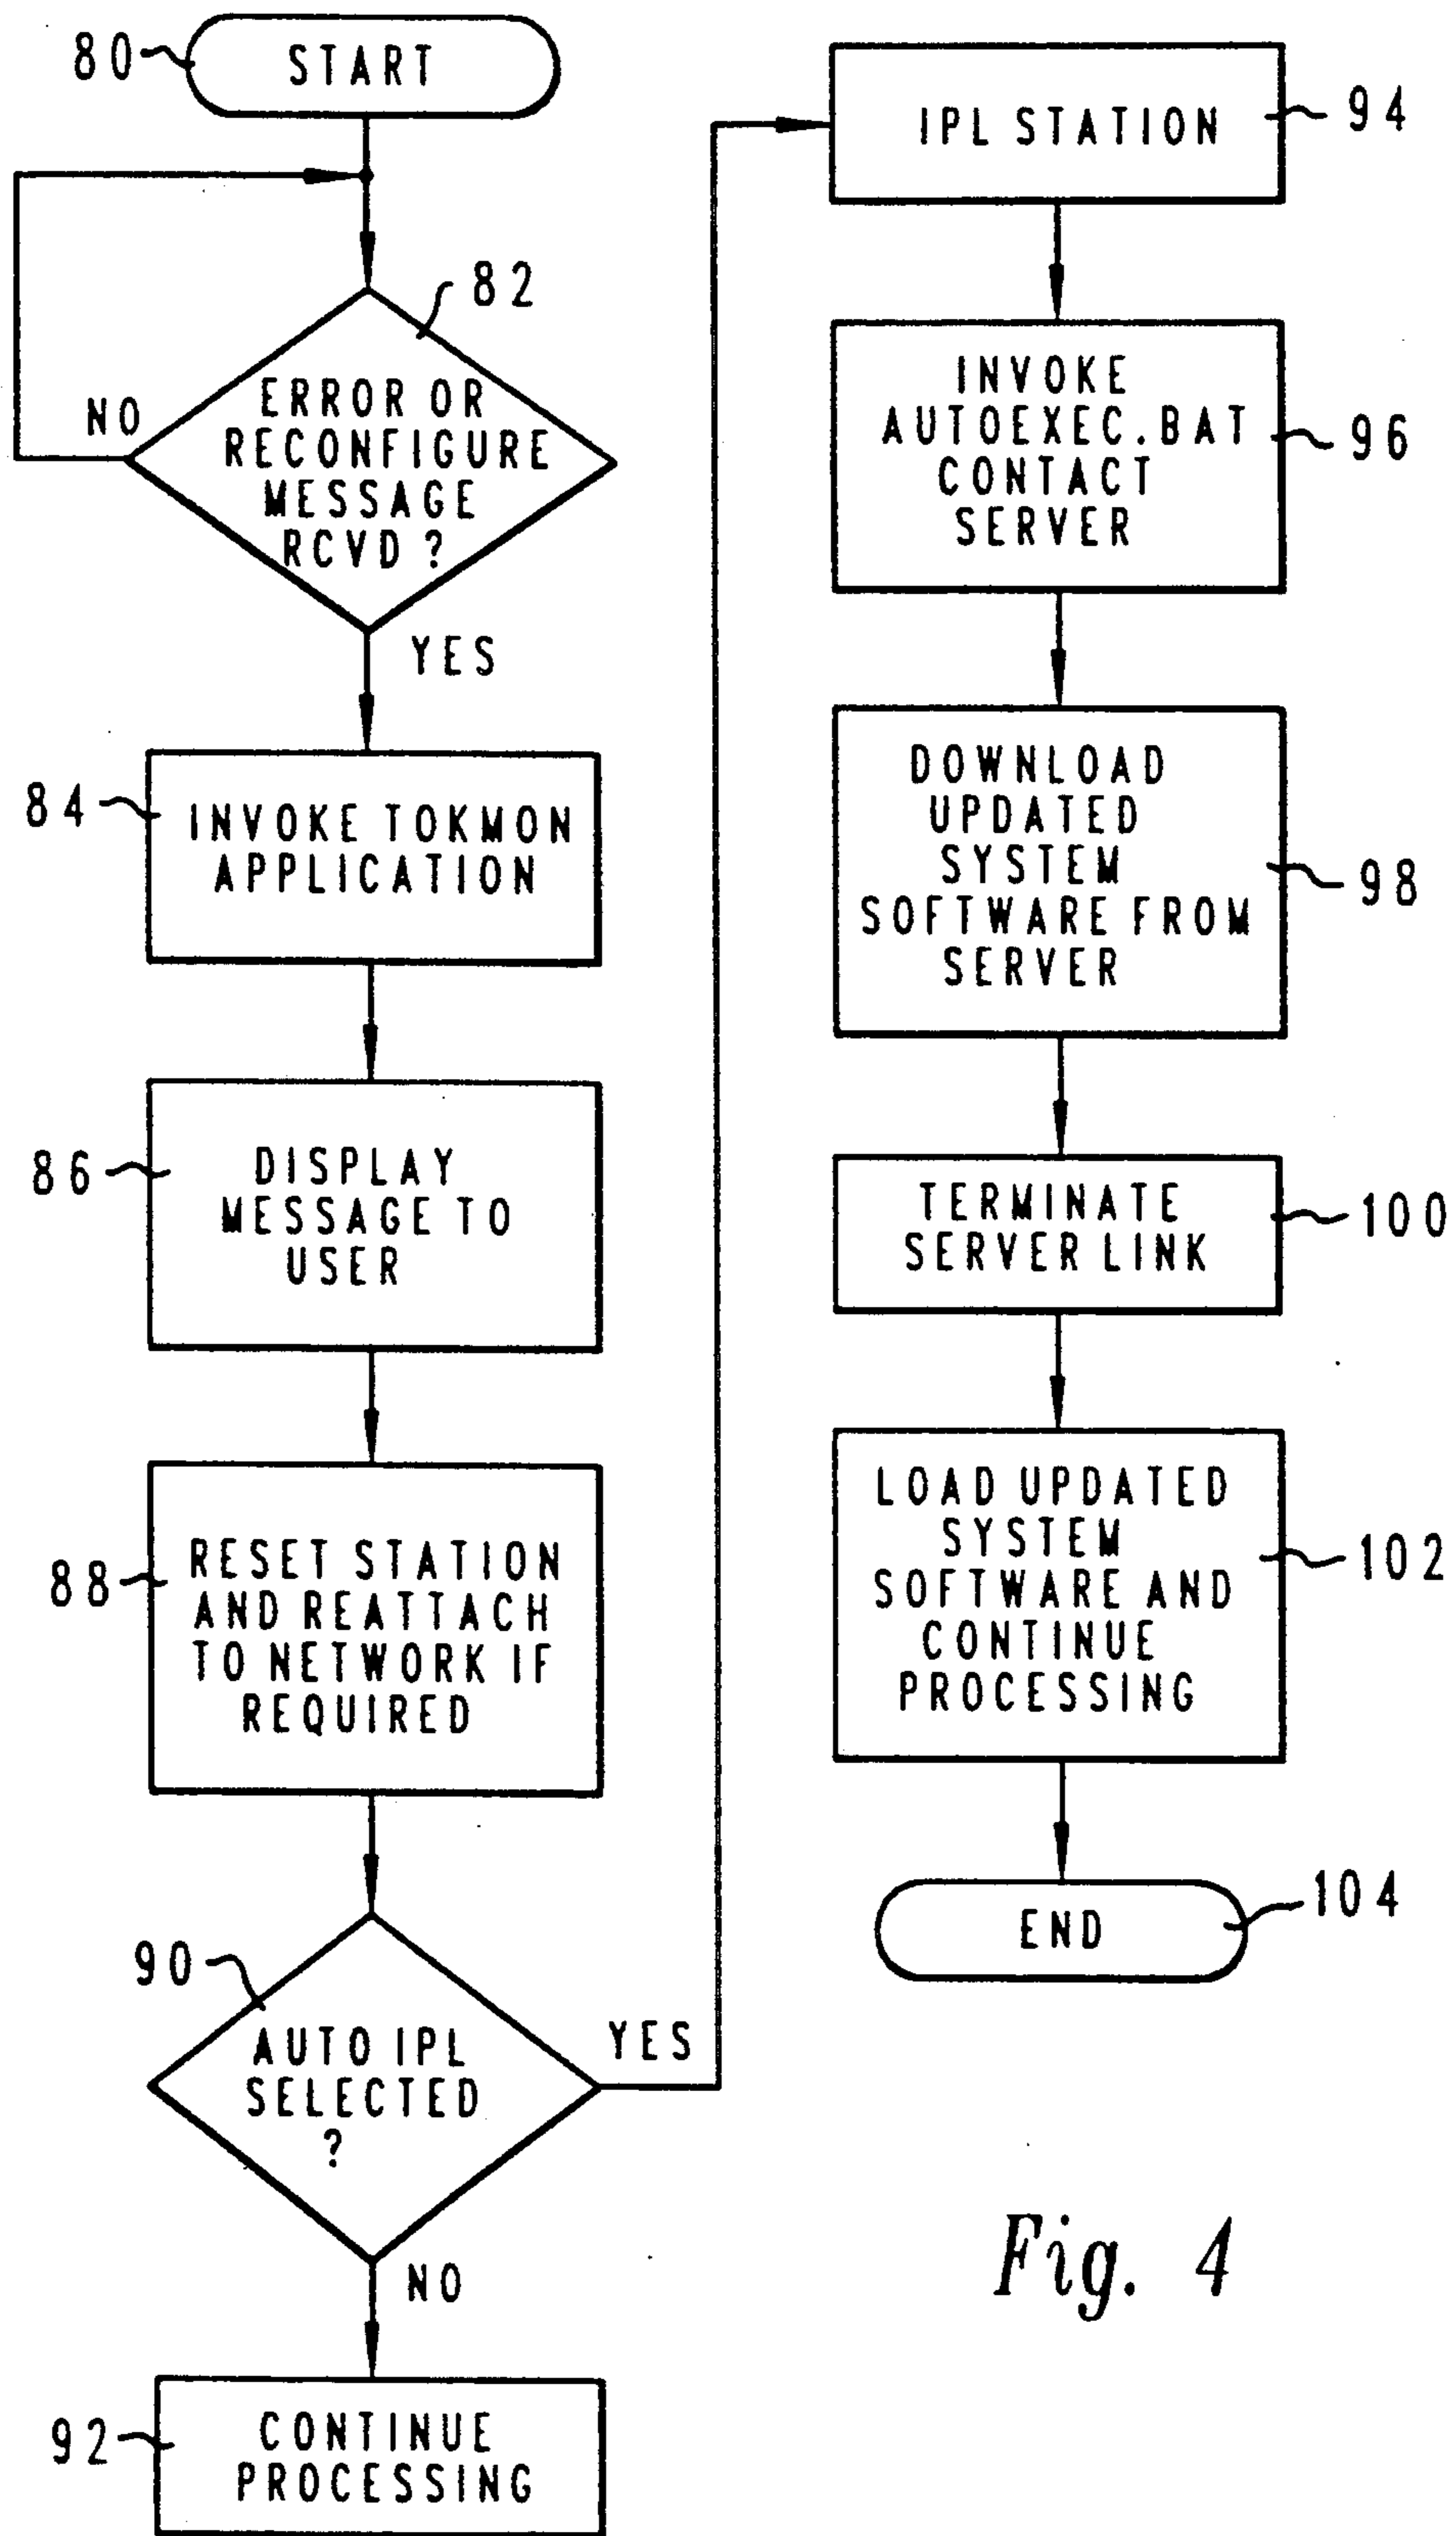 80
START
82
NO
ERROR OR
RECONFIGURE
MESSAGE
RCVD ?
YES
84
INVOKE TOKMON
APPLICATION
86
DISPLAY
MESSAGE TO
USER
88
RESET STATION
AND REATTACH
TO NETWORK IF
REQUIRED
90
AUTO IPL
SELECTED
?
YES
NO
92
CONTINUE
PROCESSING
IPL STATION
94
INVOKE
AUTOEXEC.BAT
CONTACT
SERVER
96
DOWNLOAD
UPDATED
SYSTEM
SOFTWARE FROM
SERVER
98
TERMINATE
SERVER LINK
100
LOAD UPDATED
SYSTEM
SOFTWARE AND
CONTINUE
PROCESSING
102
END
104
Fig. 4